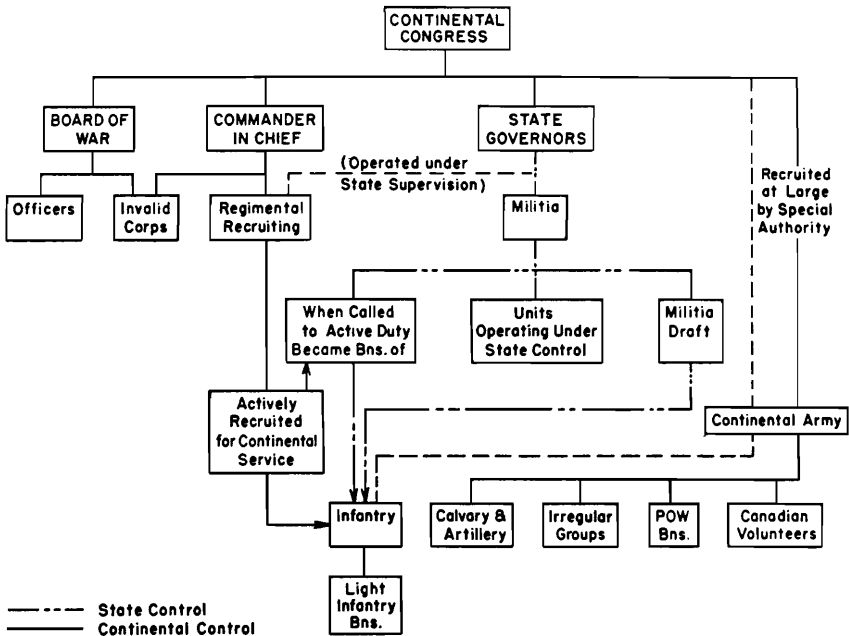 CONTINENTAL
CONGRESS
BOARD OF
WAR
COMMANDER
IN CHIEF
STATE
GOVERNORS
(Operated under
State Supervision)
Recruited
at Large
by Special
Authority
Officers
Invalid
Corps
Regimental
Recruiting
Militia
When Called
to Active Duty
Became Bns. of
Units
Operating Under
State Control
Militia
Draft
Actively
Recruited
for Continental
Service
Continental Army
Infantry
Calvary &
Artillery
Irregular
Groups
POW
Bns.
Canadian
Volunteers
Light
Infantry
Bns.
State Control
Continental Control